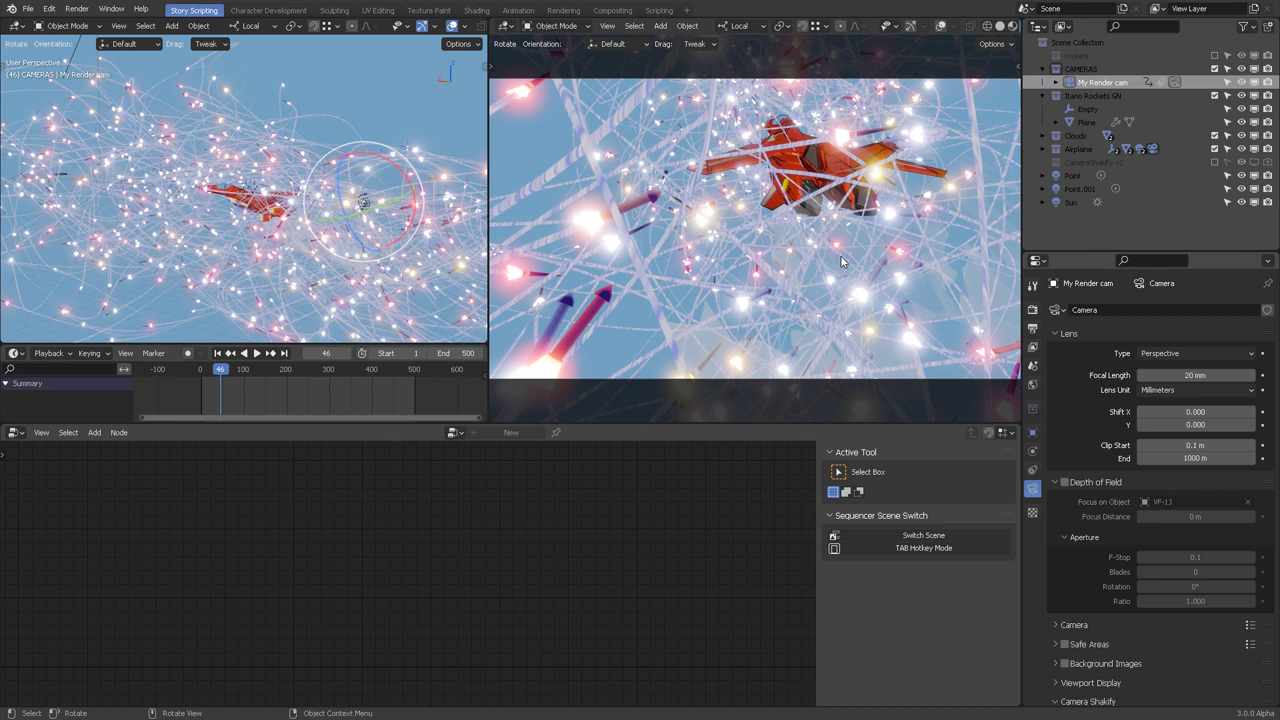 File Edit Render Window Help Story Scripting Character Development Sculpting UV Editing Texture Paint Shading Animation Rendering Compositing Scripting Scene View Layer
Object Mode View Select Add Object Local
Object Mode View Select Add Object Local
Rotate Orientation: Default Drag: Tweak Options
Rotate Orientation: Default Drag: Tweak Options
User Perspective
(46) CAMERAS | My Render cam
Z
Scene Collection
rockets
CAMERAS
My Render cam
Itano Rockets GN
Empty
Plane
Clouds
Airplaine
CameraShakify.v2
Point
Point.001
Sun
Playback Keying View Marker 46 Start 1 End 500
-100 0 46 100 200 300 400 500 600
Summary
View Select Add Node New
Active Tool
Select Box
Sequencer Scene Switch
Switch Scene
TAB Hotkey Mode
My Render cam Camera
Camera
Lens
Type Perspective
Focal Length 20 mm
Lens Unit Millimeters
Shift X 0.000
Y 0.000
Clip Start 0.1 m
End 1000 m
Depth of Field
Focus on Object VF-1J
Focus Distance 0 m
Aperture
F-Stop 0.1
Blades 0
Rotation 0°
Ratio 1.000
Camera
Safe Areas
Background Images
Viewport Display
Camera Shakify
Select Rotate Rotate View Object Context Menu 3.0.0 Alpha